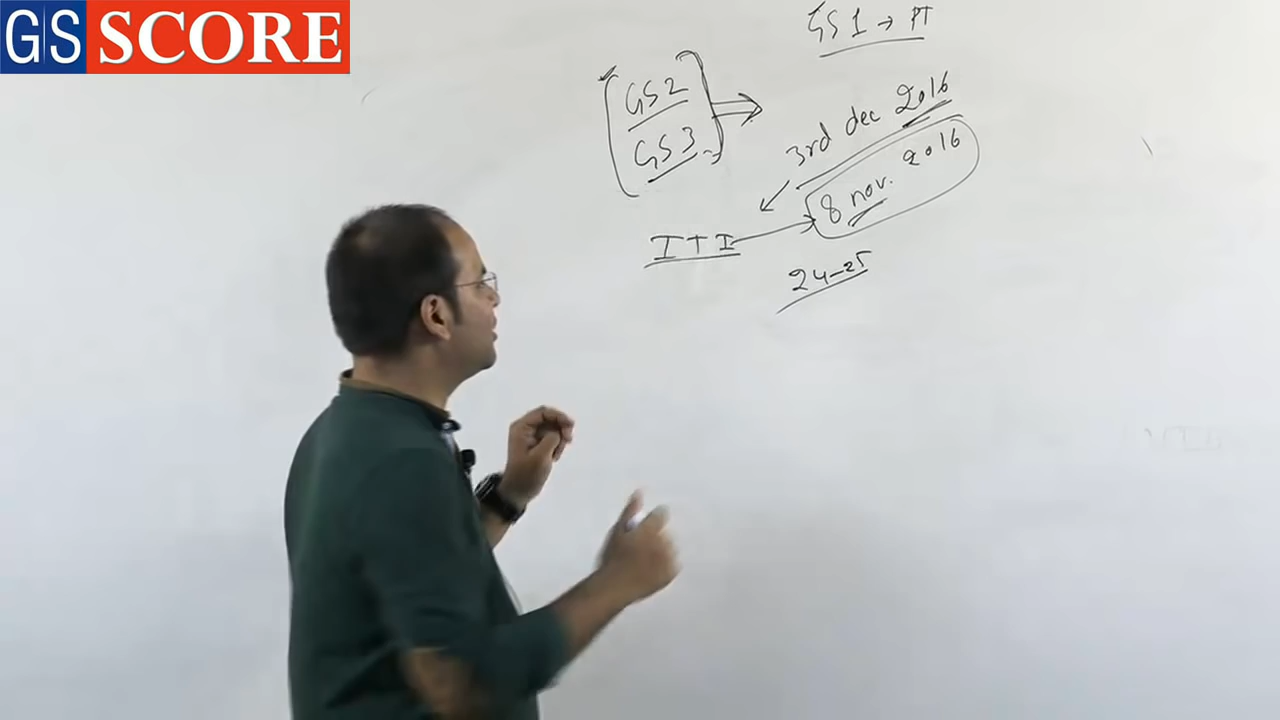 GS SCORE
GS1 → PT
GS2
GS3
3rd dec 2016
8 nov. 2016
ITI
24-25